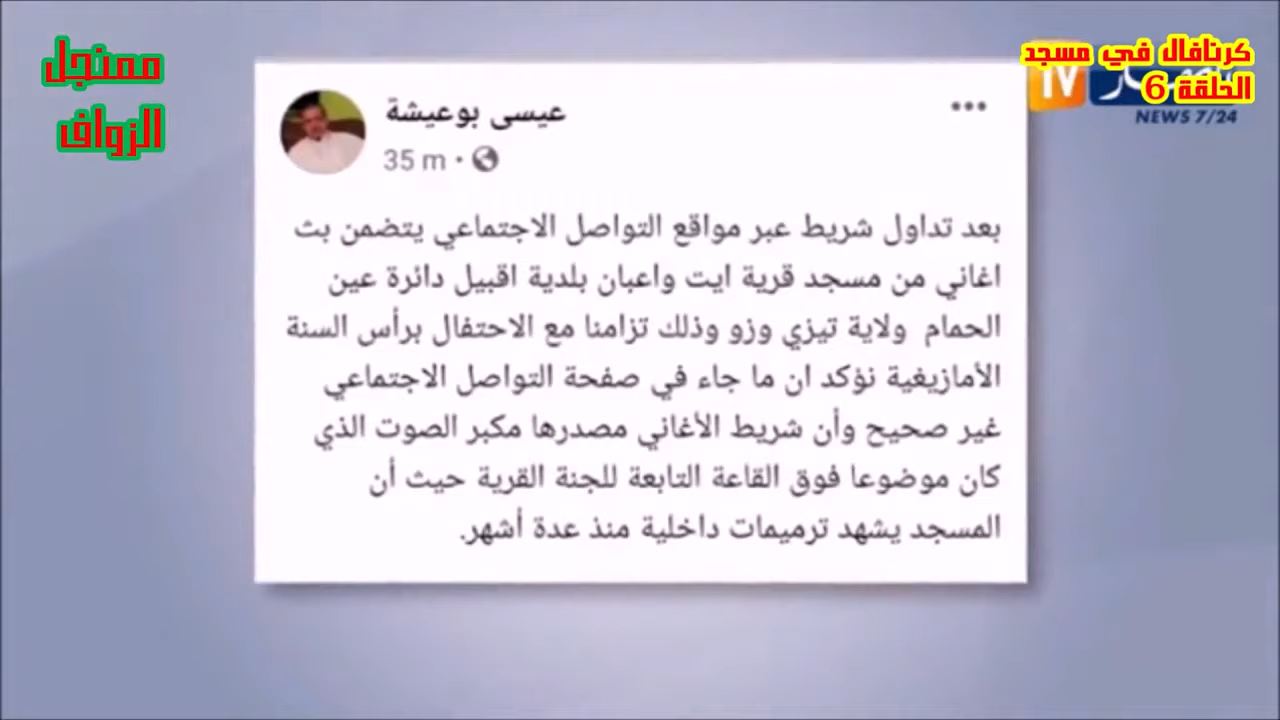 ممنجل
الزواف
كرنافال في مسجد
الحلقة 6
TV
NEWS 7/24
عيسى بوعيشة
35 m •
بعد تداول شريط عبر مواقع التواصل الاجتماعي يتضمن بث
اغاني من مسجد قرية ايت واعبان بلدية اقبيل دائرة عين
الحمام ولاية تيزي وزو وذلك تزامنا مع الاحتفال برأس السنة
الأمازيغية نؤكد ان ما جاء في صفحة التواصل الاجتماعي
غير صحيح وأن شريط الأغاني مصدرها مكبر الصوت الذي
كان موضوعا فوق القاعة التابعة للجنة القرية حيث أن
المسجد يشهد ترميمات داخلية منذ عدة أشهر.